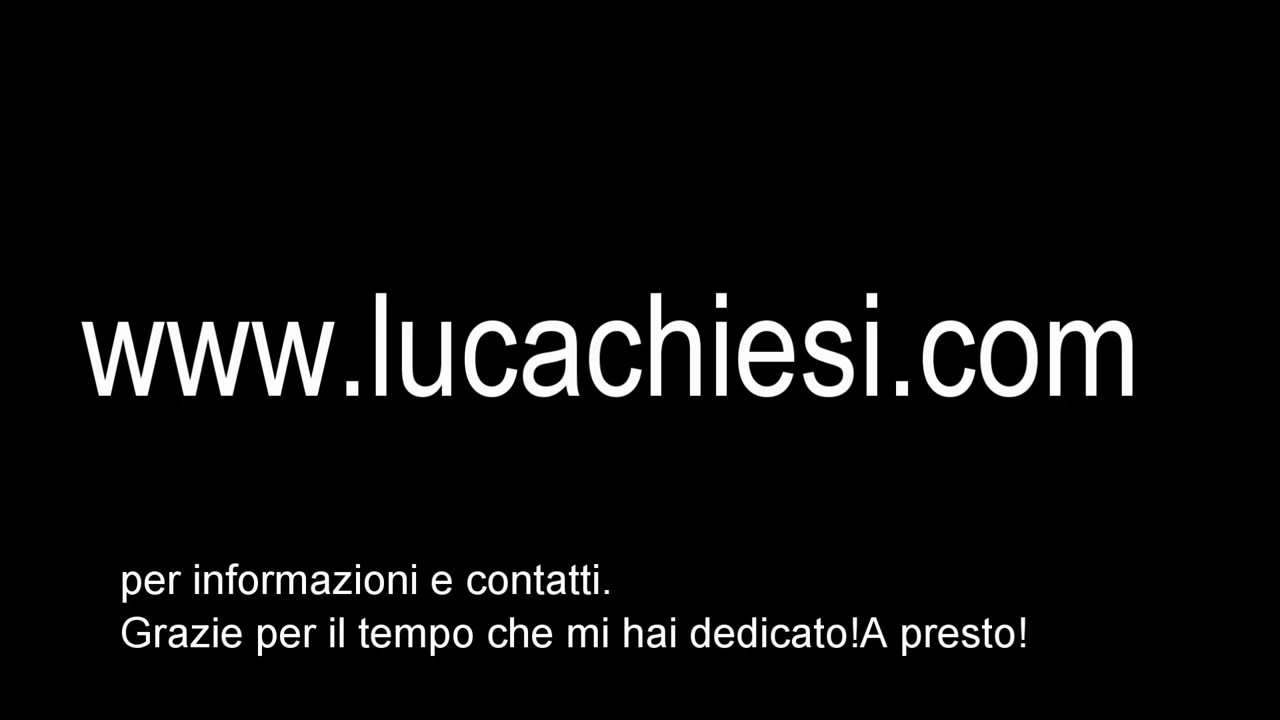 www.lucachiesi.com
per informazioni e contatti.
Grazie per il tempo che mi hai dedicato!A presto!